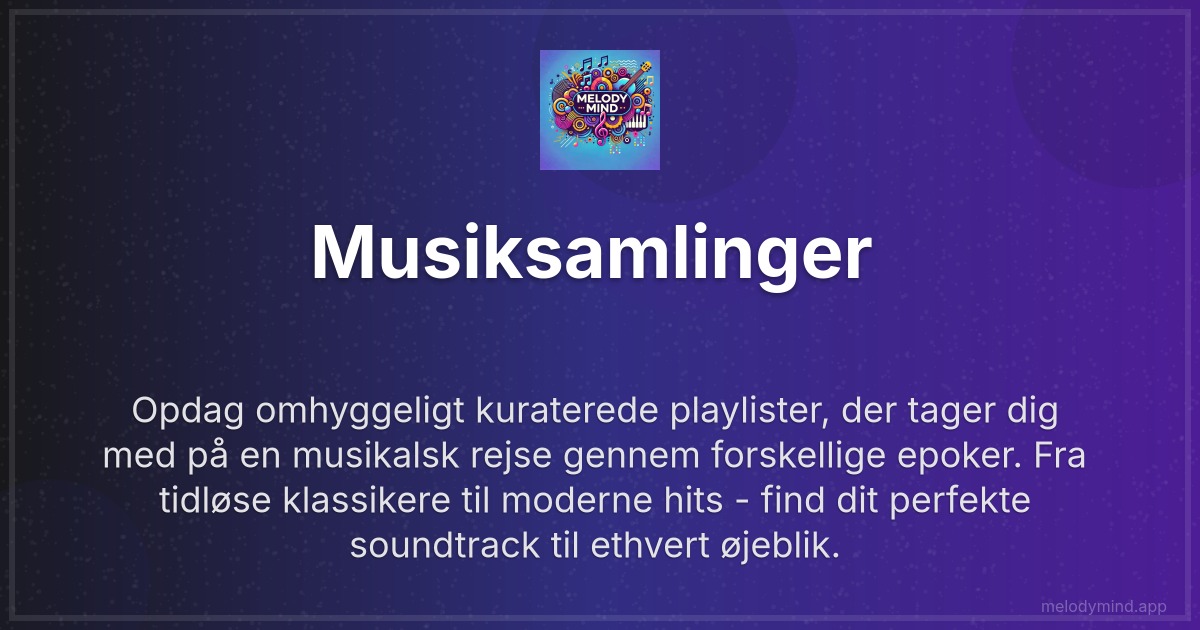 MELODY
MIND
Musiksamlinger
Opdag omhyggeligt kuraterede playlister, der tager dig
med på en musikalsk rejse gennem forskellige epoker. Fra
tidløse klassikere til moderne hits - find dit perfekte
soundtrack til ethvert øjeblik.
melodymind.app